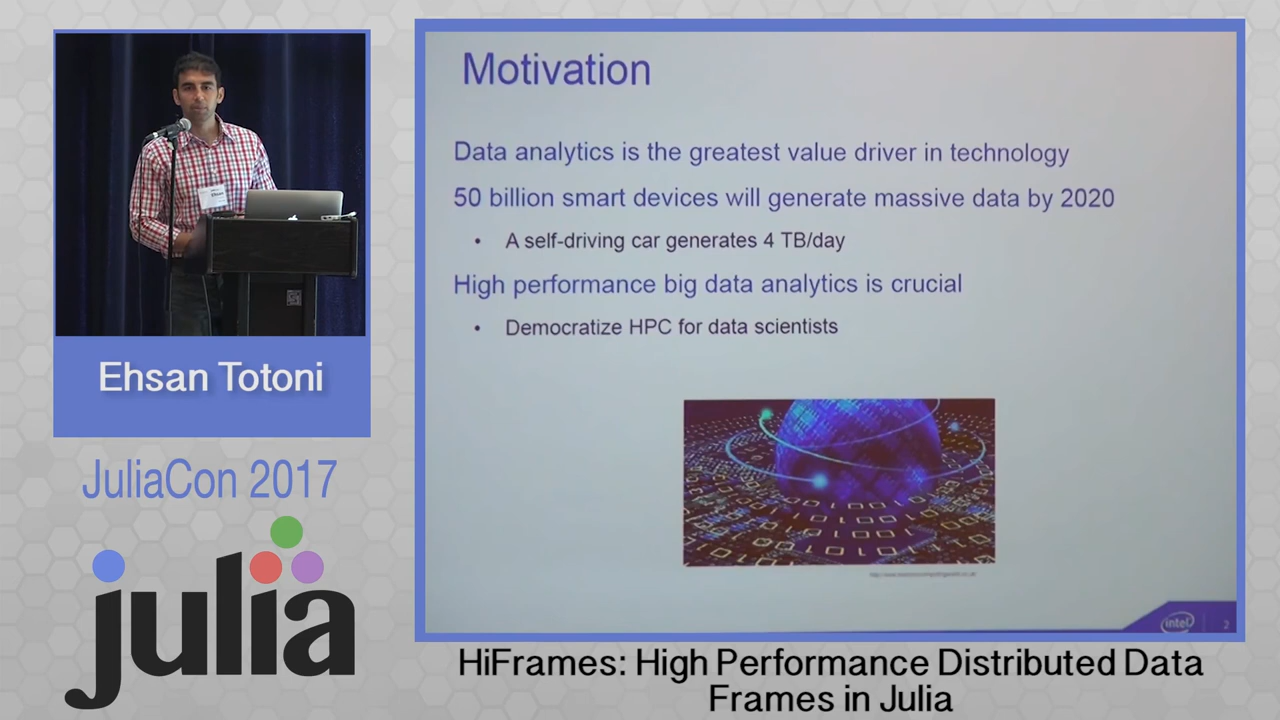 Motivation
Data analytics is the greatest value driver in technology
50 billion smart devices will generate massive data by 2020
• A self-driving car generates 4 TB/day
High performance big data analytics is crucial
• Democratize HPC for data scientists
intel
2
Ehsan Totoni
JuliaCon 2017
julia
HiFrames: High Performance Distributed Data
Frames in Julia